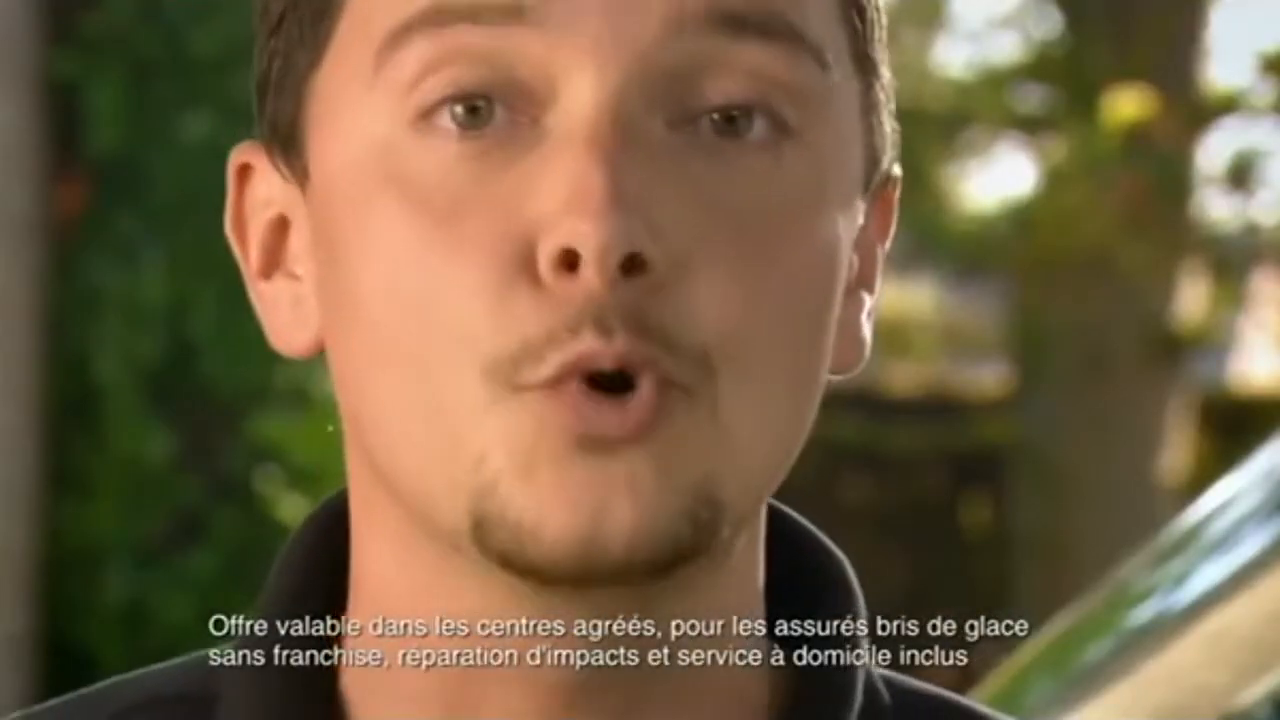 Offre valable dans les centres agréés, pour les assurés bris de glace
sans franchise, réparation d'impacts et service à domicile inclus